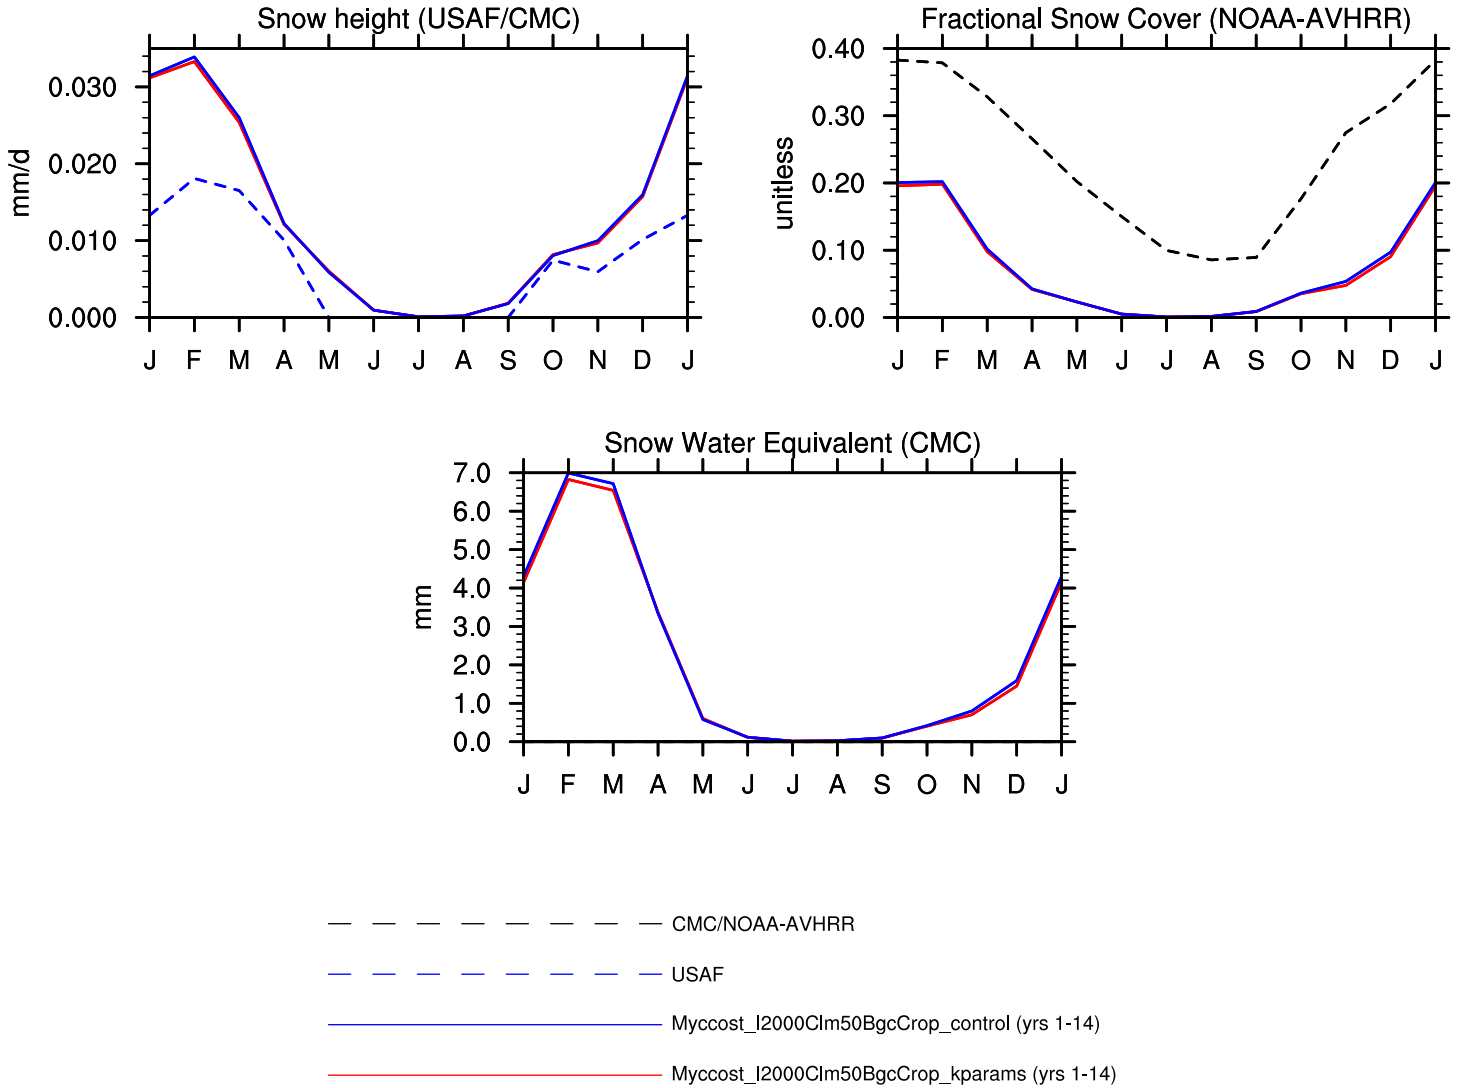 Snow height (USAF/CMC)
mm/d
0.030
0.020
0.010
0.000
J F M A M J J A S O N D J
Fractional Snow Cover (NOAA-AVHRR)
unitless
0.40
0.30
0.20
0.10
0.00
J F M A M J J A S O N D J
Snow Water Equivalent (CMC)
mm
7.0
6.0
5.0
4.0
3.0
2.0
1.0
0.0
J F M A M J J A S O N D J
CMC/NOAA-AVHRR
USAF
Myccost_I2000Clm50BgcCrop_control (yrs 1-14)
Myccost_I2000Clm50BgcCrop_kparams (yrs 1-14)